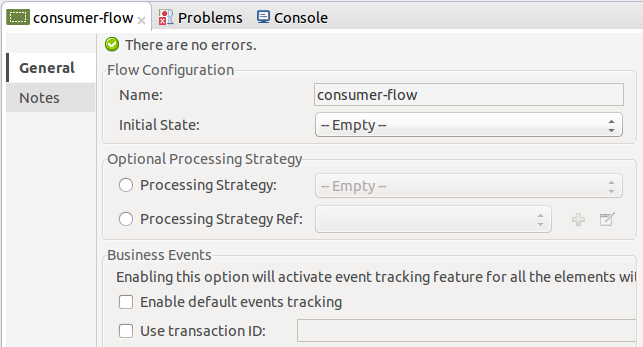 consumer-flow Problems Console
There are no errors.
General
Notes
Flow Configuration
Name: consumer-flow
Initial State: -- Empty --
Optional Processing Strategy
Processing Strategy: -- Empty --
Processing Strategy Ref:
Business Events
Enabling this option will activate event tracking feature for all the elements wi
Enable default events tracking
Use transaction ID: